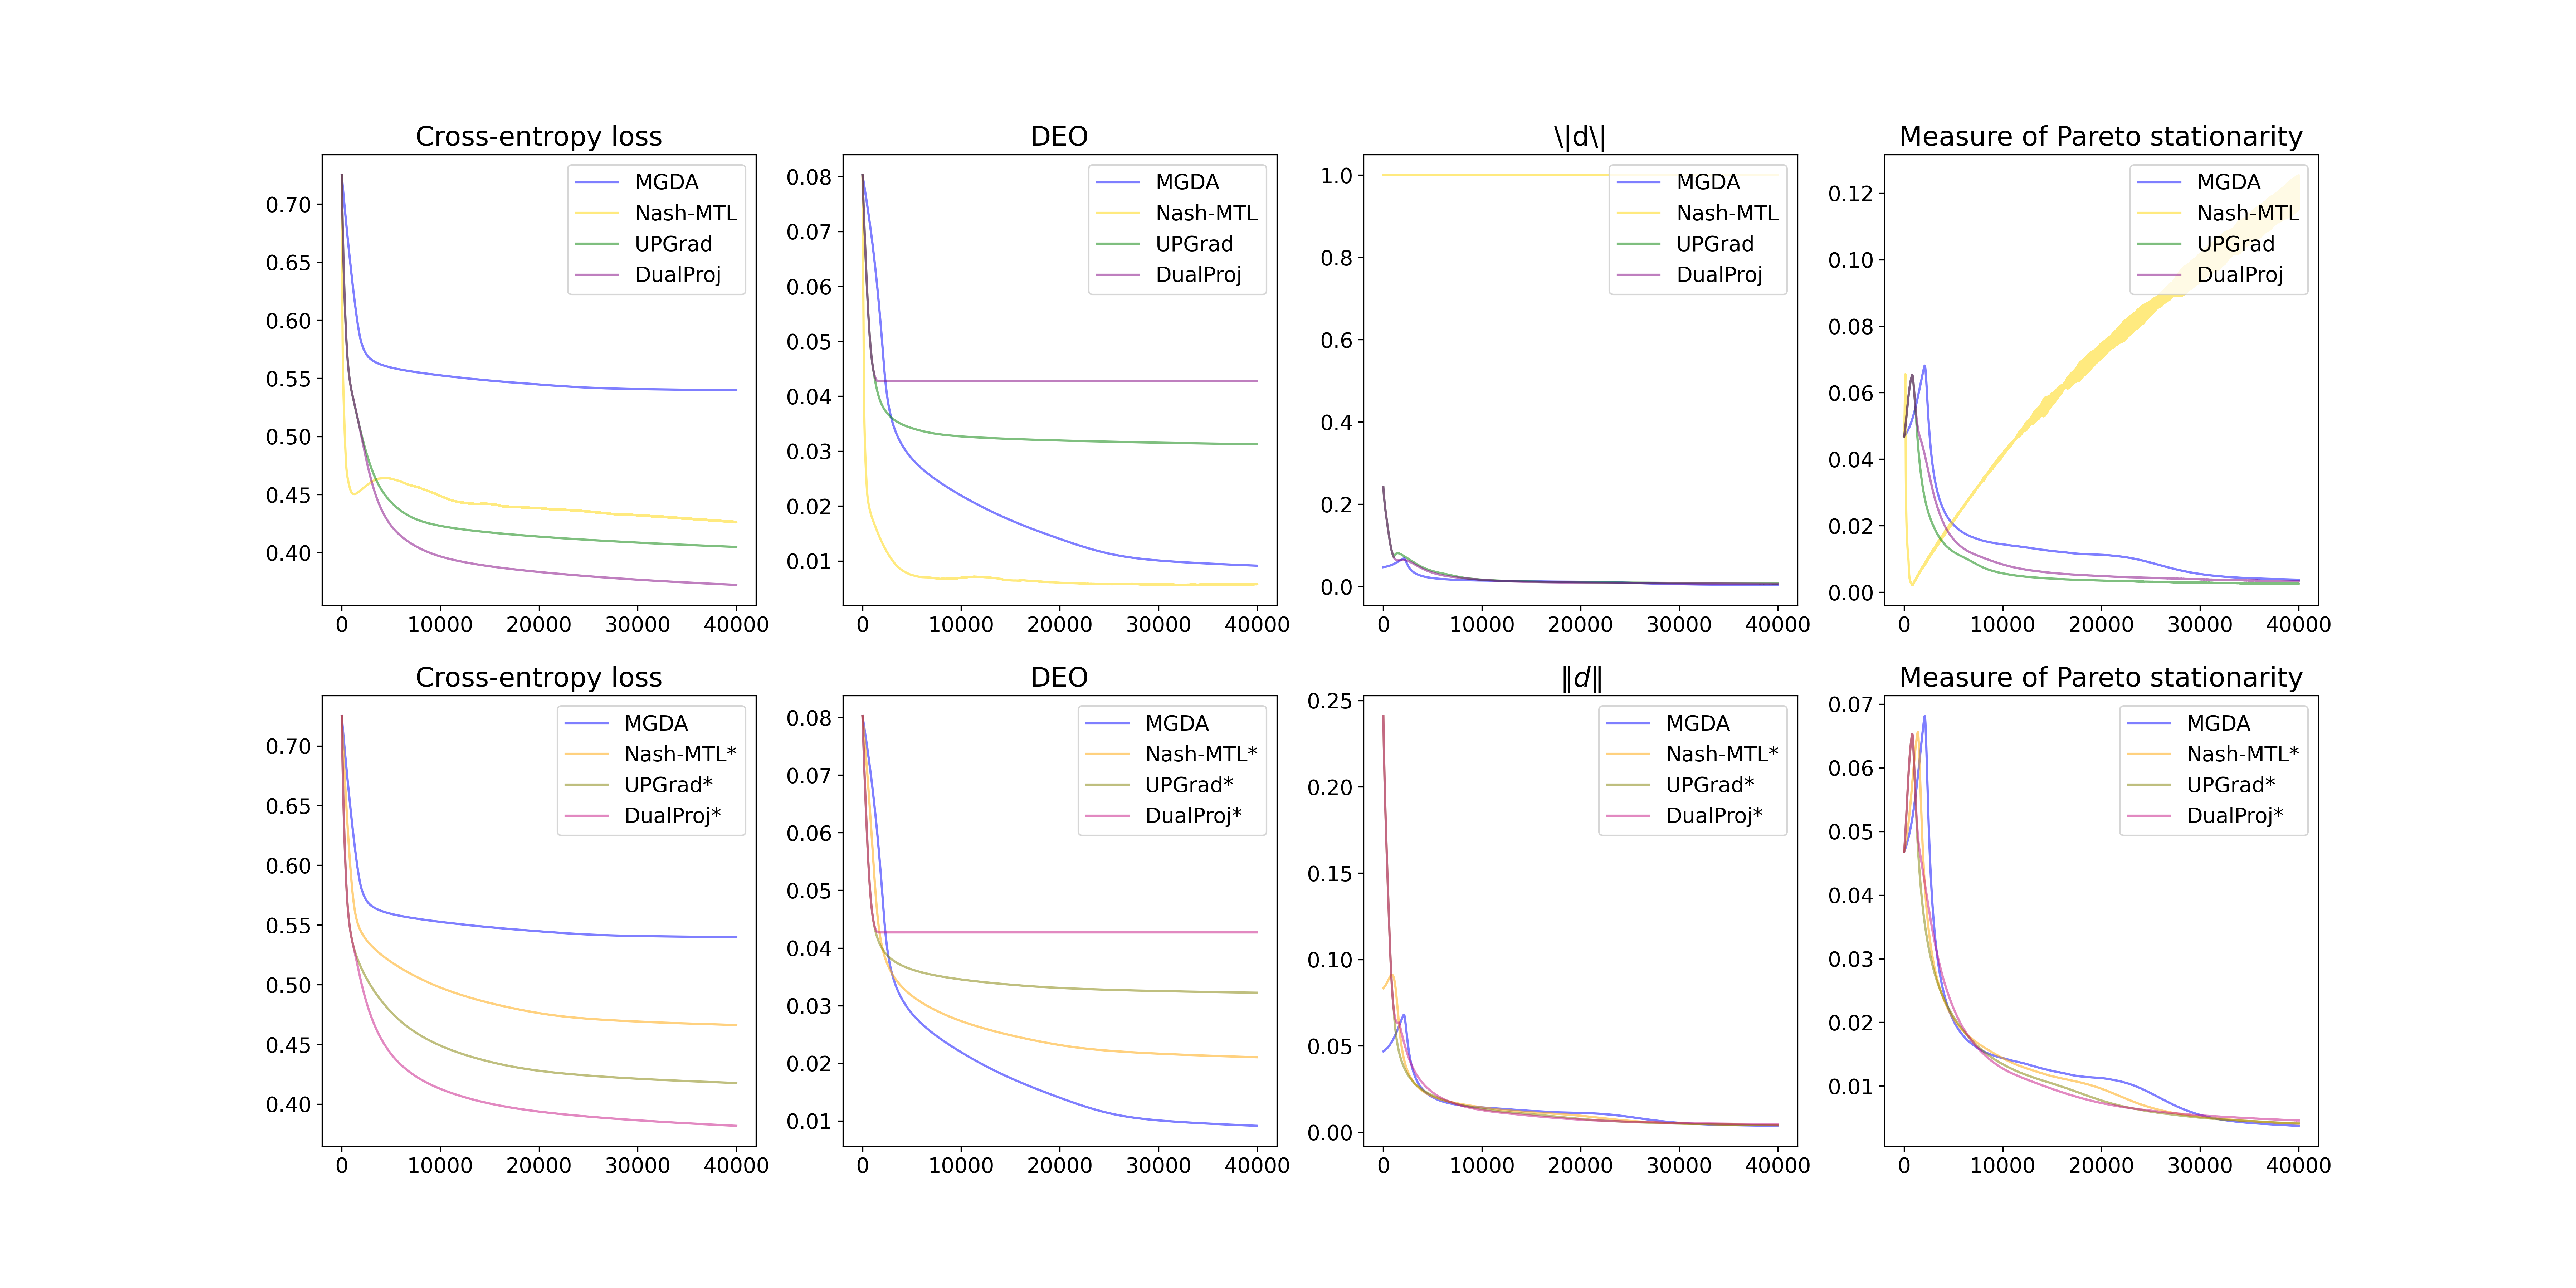 Cross-entropy loss
0.70
0.65
0.60
0.55
0.50
0.45
0.40
0 10000 20000 30000 40000
MGDA
Nash-MTL
UPGrad
DualProj
DEO
0.08
0.07
0.06
0.05
0.04
0.03
0.02
0.01
0 10000 20000 30000 40000
MGDA
Nash-MTL
UPGrad
DualProj
\|d\|
1.0
0.8
0.6
0.4
0.2
0.0
0 10000 20000 30000 40000
MGDA
Nash-MTL
UPGrad
DualProj
Measure of Pareto stationarity
0.12
0.10
0.08
0.06
0.04
0.02
0.00
0 10000 20000 30000 40000
MGDA
Nash-MTL
UPGrad
DualProj
Cross-entropy loss
0.70
0.65
0.60
0.55
0.50
0.45
0.40
0 10000 20000 30000 40000
MGDA
Nash-MTL*
UPGrad*
DualProj*
DEO
0.08
0.07
0.06
0.05
0.04
0.03
0.02
0.01
0 10000 20000 30000 40000
MGDA
Nash-MTL*
UPGrad*
DualProj*
‖d‖
0.25
0.20
0.15
0.10
0.05
0.00
0 10000 20000 30000 40000
MGDA
Nash-MTL*
UPGrad*
DualProj*
Measure of Pareto stationarity
0.07
0.06
0.05
0.04
0.03
0.02
0.01
0 10000 20000 30000 40000
MGDA
Nash-MTL*
UPGrad*
DualProj*